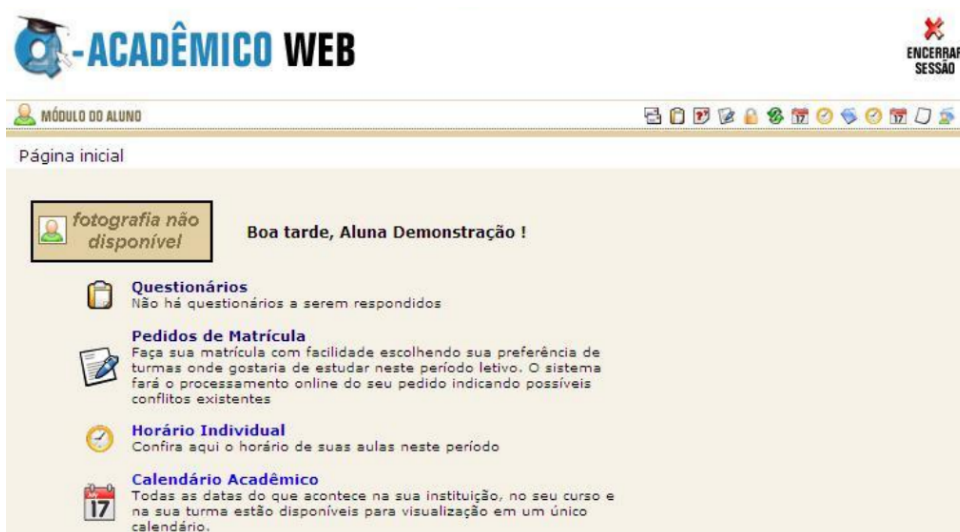 Q-ACADÊMICO WEB
ENCERRAR
SESSÃO
MÓDULO DO ALUNO
Página inicial
fotografia não
disponível
Boa tarde, Aluna Demonstração !
Questionários
Não há questionários a serem respondidos
Pedidos de Matrícula
Faça sua matrícula com facilidade escolhendo sua preferência de
turmas onde gostaria de estudar neste período letivo. O sistema
fará o processamento online do seu pedido indicando possíveis
conflitos existentes
Horário Individual
Confira aqui o horário de suas aulas neste período
17
Calendário Acadêmico
Todas as datas do que acontece na sua instituição, no seu curso e
na sua turma estão disponíveis para visualização em um único
calendário.